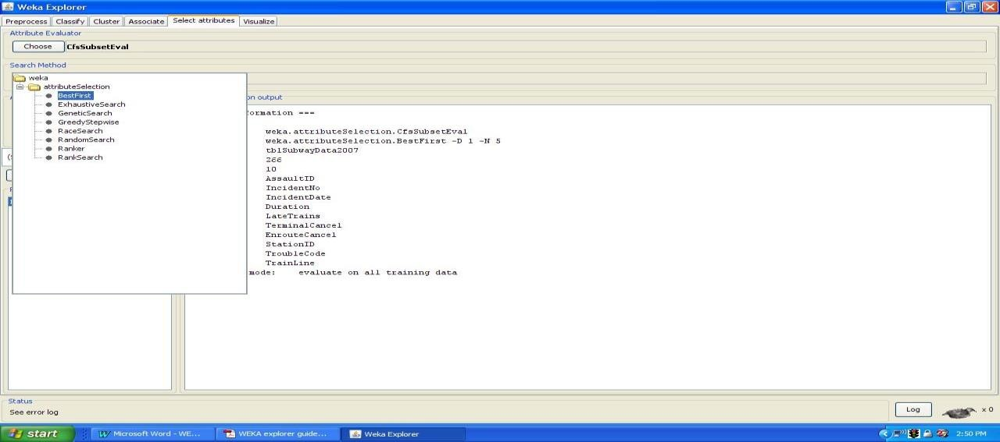 Weka Explorer
Preprocess Classify Cluster Associate Select attributes Visualize
Attribute Evaluator
Choose CfsSubsetEval
Search Method
weka
attributeSelection
BestFirst
ExhaustiveSearch
GeneticSearch
GreedyStepwise
RaceSearch
RandomSearch
Ranker
RankSearch
on output
ormation ===
weka.attributeSelection.CfsSubsetEval
weka.attributeSelection.BestFirst -D 1 -N 5
tblSubwayData2007
266
10
AssaultID
IncidentNo
IncidentDate
Duration
LateTrains
TerminalCancel
EnrouteCancel
StationID
TroubleCode
TrainLine
mode: evaluate on all training data
Status
See error log
Log
x 0
start
Microsoft Word - WE...
WEKA explorer guide...
Weka Explorer
2:50 PM